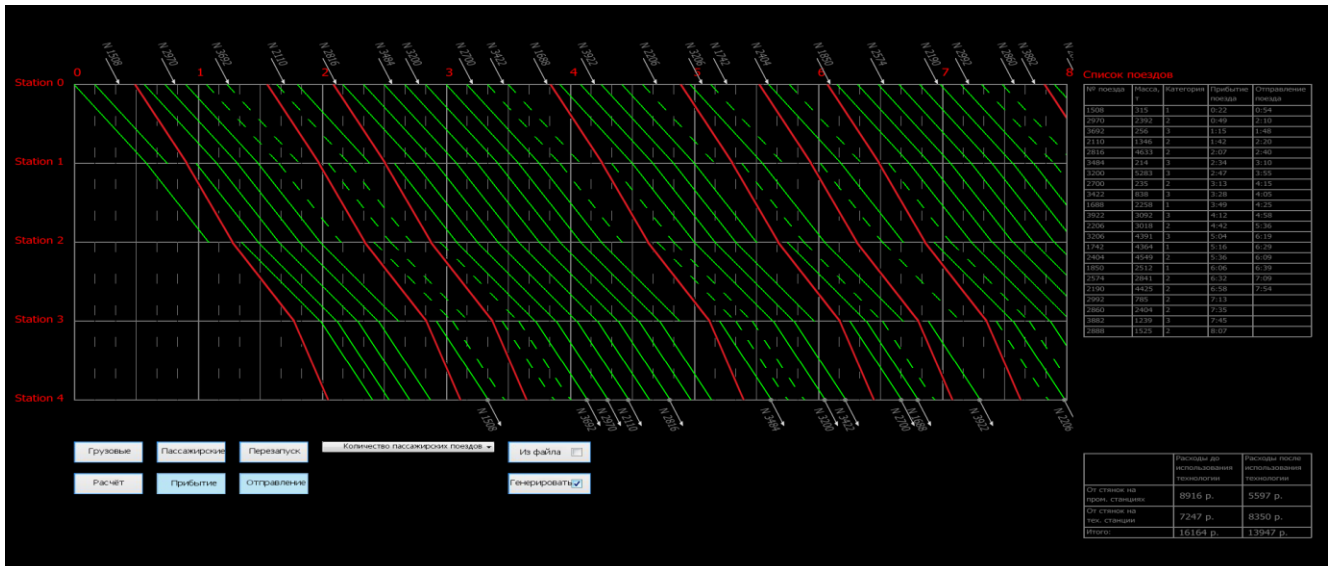 N 1508 N 2970 N 3692 N 2110 N 2816 N 3484 N 3200 N 2700 N 3422 N 1688 N 3922 N 2206 N 3206 N 1742 N 2404 N 1850 N 2574 N 2190 N 2992 N 2860 N 3882
0 1 2 3 4 5 6 7 8
Station 0
Station 1
Station 2
Station 3
Station 4
N 1508 N 3692 N 2970 N 2110 N 2816 N 3484 N 3200 N 3422 N 2700 N 1688 N 3922 N 2206
Список поездов
№ поезда Масса, т Категория Прибытие поезда Отправление поезда
1508 315 1 0:22 0:54
2970 2392 2 0:49 2:10
3692 256 3 1:15 1:48
2110 1346 2 1:42 2:20
2816 4633 2 2:07 2:40
3484 214 3 2:34 3:10
3200 5283 3 2:47 3:55
2700 235 2 3:13 4:15
3422 838 3 3:28 4:05
1688 2258 1 3:49 4:25
3922 3092 3 4:12 4:58
2206 3018 2 4:42 5:36
3206 4391 3 5:04 6:19
1742 4364 1 5:16 6:29
2404 4549 2 5:36 6:09
1850 2512 1 6:06 6:39
2574 2841 2 6:32 7:09
2190 4425 2 6:58 7:54
2992 785 2 7:13
2860 2404 2 7:35
3882 1239 3 7:45
2888 1525 2 8:07
Грузовые Пассажирские Перезапуск Количество пассажирских поездов Из файла
Расчёт Прибытие Отправление Генерировать
Расходы до использования технологии Расходы после использования технологии
От стянок на пром. станциях 8916 р. 5597 р.
От стянок на тех. станции 7247 р. 8350 р.
Итого: 16164 р. 13947 р.